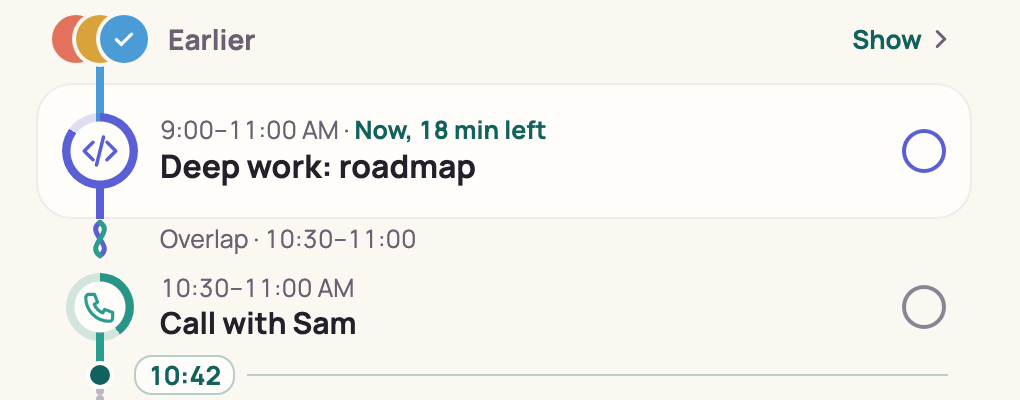 Earlier
Show
9:00–11:00 AM · Now, 18 min left
Deep work: roadmap
Overlap · 10:30–11:00
10:30–11:00 AM
Call with Sam
10:42